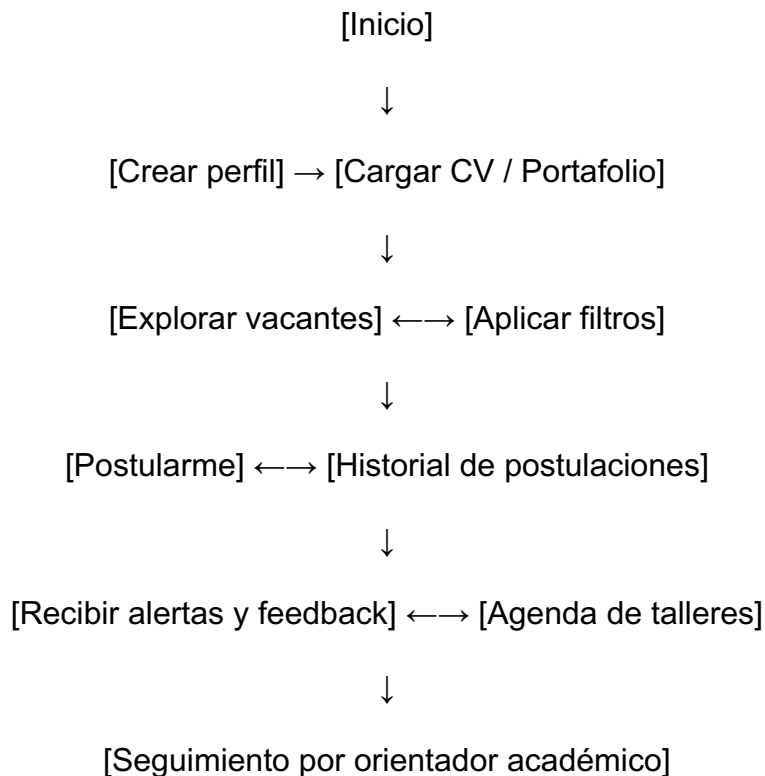 [Inicio]
↓
[Crear perfil] → [Cargar CV / Portafolio]
↓
[Explorar vacantes] ←→ [Aplicar filtros]
↓
[Postularme] ←→ [Historial de postulaciones]
↓
[Recibir alertas y feedback] ←→ [Agenda de talleres]
↓
[Seguimiento por orientador académico]